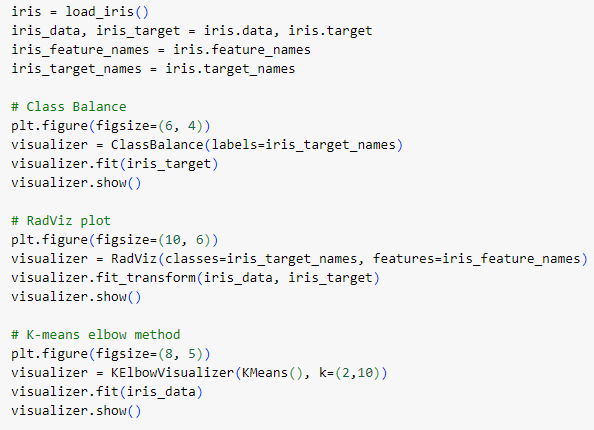 iris = load_iris()
iris_data, iris_target = iris.data, iris.target
iris_feature_names = iris.feature_names
iris_target_names = iris.target_names
# Class Balance
plt.figure(figsize=(6, 4))
visualizer = ClassBalance(labels=iris_target_names)
visualizer.fit(iris_target)
visualizer.show()
# RadViz plot
plt.figure(figsize=(10, 6))
visualizer = RadViz(classes=iris_target_names, features=iris_feature_names)
visualizer.fit_transform(iris_data, iris_target)
visualizer.show()
# K-means elbow method
plt.figure(figsize=(8, 5))
visualizer = KElbowVisualizer(KMeans(), k=(2,10))
visualizer.fit(iris_data)
visualizer.show()